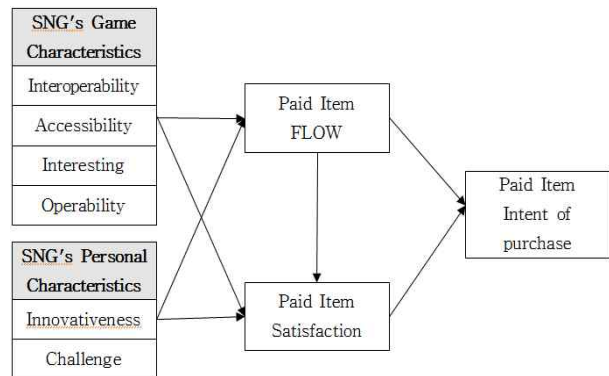 SNG's Game
Characteristics
Interoperability
Accessibility
Interesting
Operability
SNG's Personal
Characteristics
Innovativeness
Challenge
Paid Item
FLOW
Paid Item
Satisfaction
Paid Item
Intent of
purchase